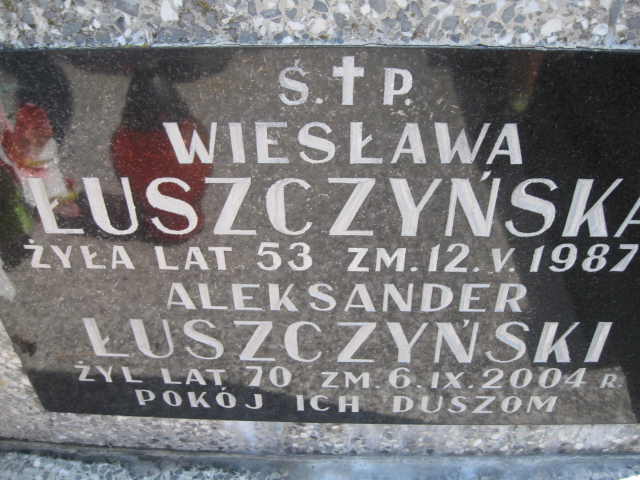 Ś.✝P.
WIESŁAWA
ŁUSZCZYŃSKA
ŻYŁA LAT 53 ZM. 12.V.1987
ALEKSANDER
ŁUSZCZYŃSKI
ŻYŁ LAT 70 ZM. 6.IX.2004 R
POKÓJ ICH DUSZOM